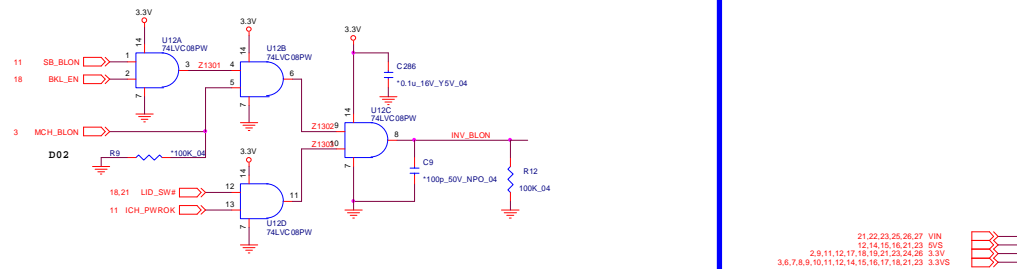 3.3V
U12A
74LVC08PW
14
11 SB_BLON 1
18 BKL_EN 2
3 Z1301
7
3.3V
U12B
74LVC08PW
14
4
5
6
7
3 MCH_BLON
D02
R9 *100K_04
3.3V
14
18,21 LID_SW# 12
11 ICH_PWROK 13
11
7
U12D
74LVC08PW
3.3V
C286
*0.1u_16V_Y5V_04
14
U12C
74LVC08PW
Z1302 9
Z1303 10
8 INV_BLON
7
C9
*100p_50V_NPO_04
R12
100K_04
21,22,23,25,26,27 VIN
12,14,15,16,21,23 5VS
2,9,11,12,17,18,19,21,23,24,26 3.3V
3,6,7,8,9,10,11,12,14,15,16,17,18,21,23 3.3VS